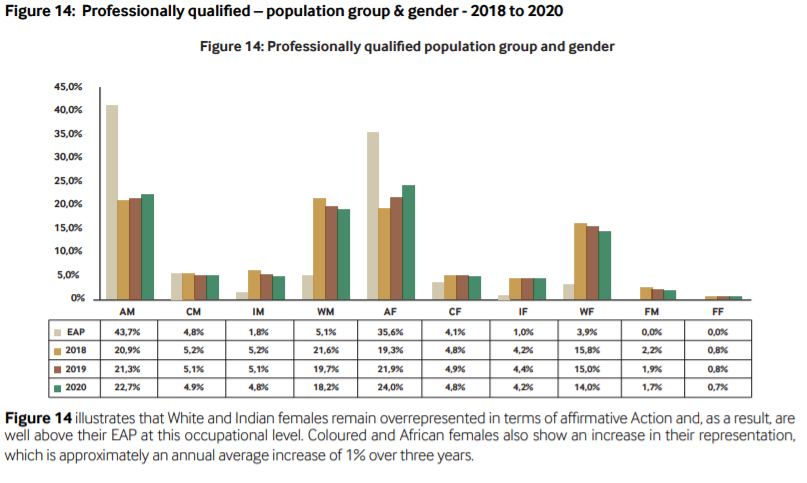 Figure 14: Professionally qualified – population group & gender - 2018 to 2020
Figure 14: Professionally qualified population group and gender
45,0%
40,0%
35,0%
30,0%
25,0%
20,0%
15,0%
10,0%
5,0%
0%
AM CM IM WM AF CF IF WF FM FF
EAP 43,7% 4,8% 1,8% 5,1% 35,6% 4,1% 1,0% 3,9% 0,0% 0,0%
2018 20,9% 5,2% 5,2% 21,6% 19,3% 4,8% 4,2% 15,8% 2,2% 0,8%
2019 21,3% 5,1% 5,1% 19,7% 21,9% 4,9% 4,4% 15,0% 1,9% 0,8%
2020 22,7% 4.9% 4,8% 18,2% 24,0% 4,8% 4,2% 14,0% 1,7% 0,7%
Figure 14 illustrates that White and Indian females remain overrepresented in terms of affirmative Action and, as a result, are
well above their EAP at this occupational level. Coloured and African females also show an increase in their representation,
which is approximately an annual average increase of 1% over three years.